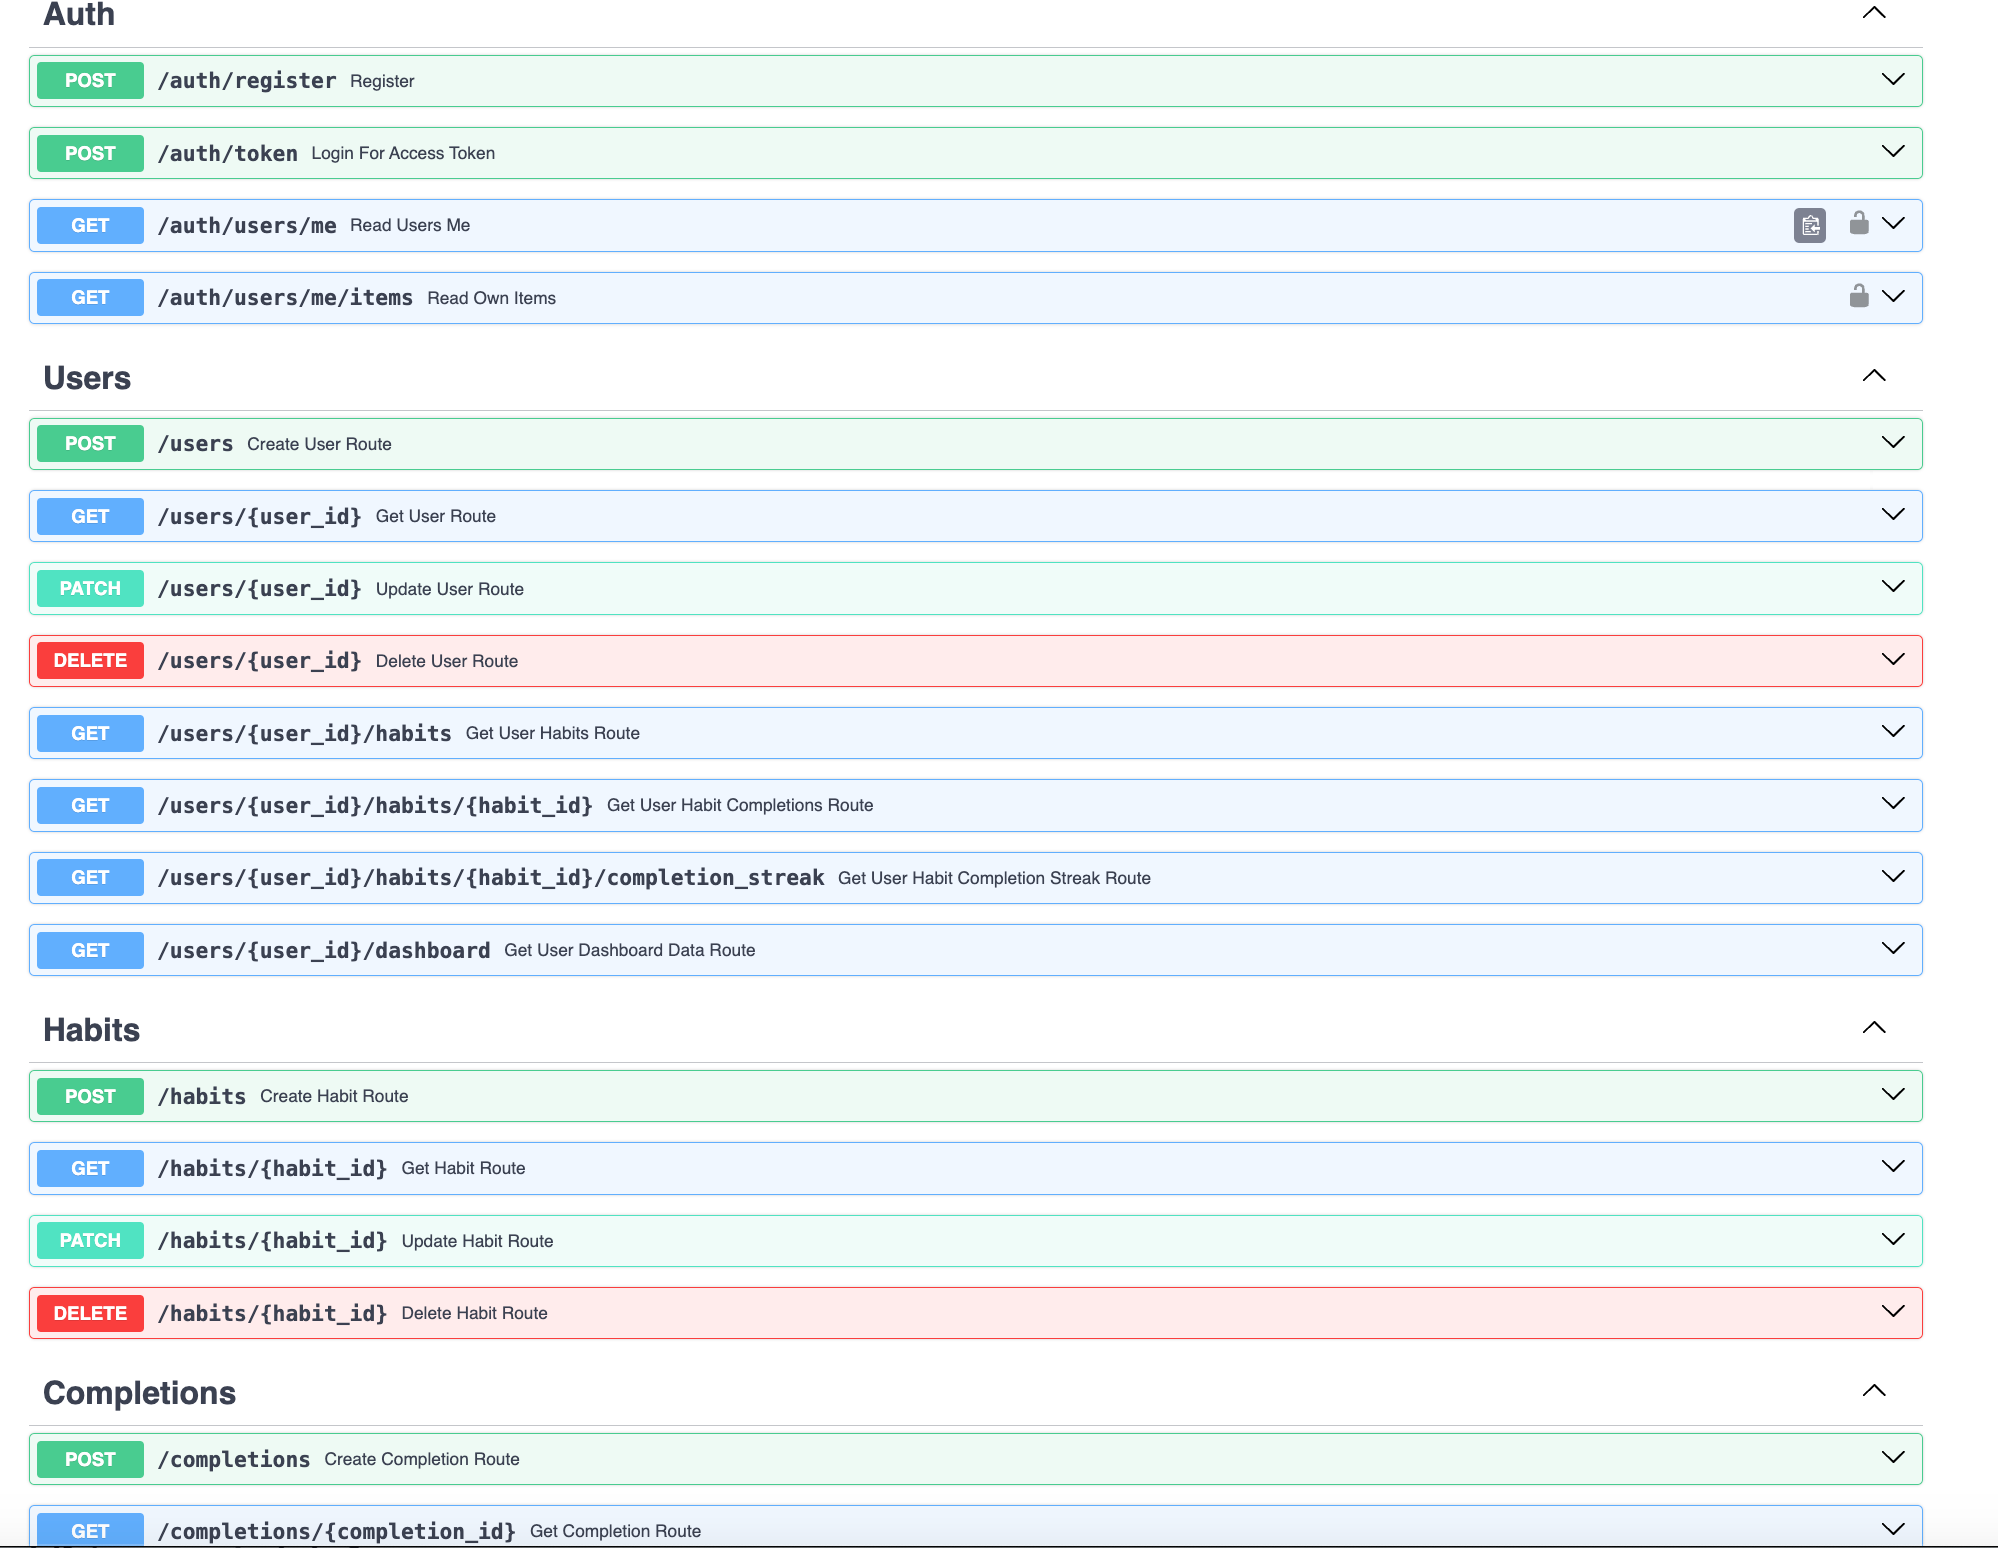 Auth
POST /auth/register Register
POST /auth/token Login For Access Token
GET /auth/users/me Read Users Me
GET /auth/users/me/items Read Own Items
Users
POST /users Create User Route
GET /users/{user_id} Get User Route
PATCH /users/{user_id} Update User Route
DELETE /users/{user_id} Delete User Route
GET /users/{user_id}/habits Get User Habits Route
GET /users/{user_id}/habits/{habit_id} Get User Habit Completions Route
GET /users/{user_id}/habits/{habit_id}/completion_streak Get User Habit Completion Streak Route
GET /users/{user_id}/dashboard Get User Dashboard Data Route
Habits
POST /habits Create Habit Route
GET /habits/{habit_id} Get Habit Route
PATCH /habits/{habit_id} Update Habit Route
DELETE /habits/{habit_id} Delete Habit Route
Completions
POST /completions Create Completion Route
GET /completions/{completion_id} Get Completion Route